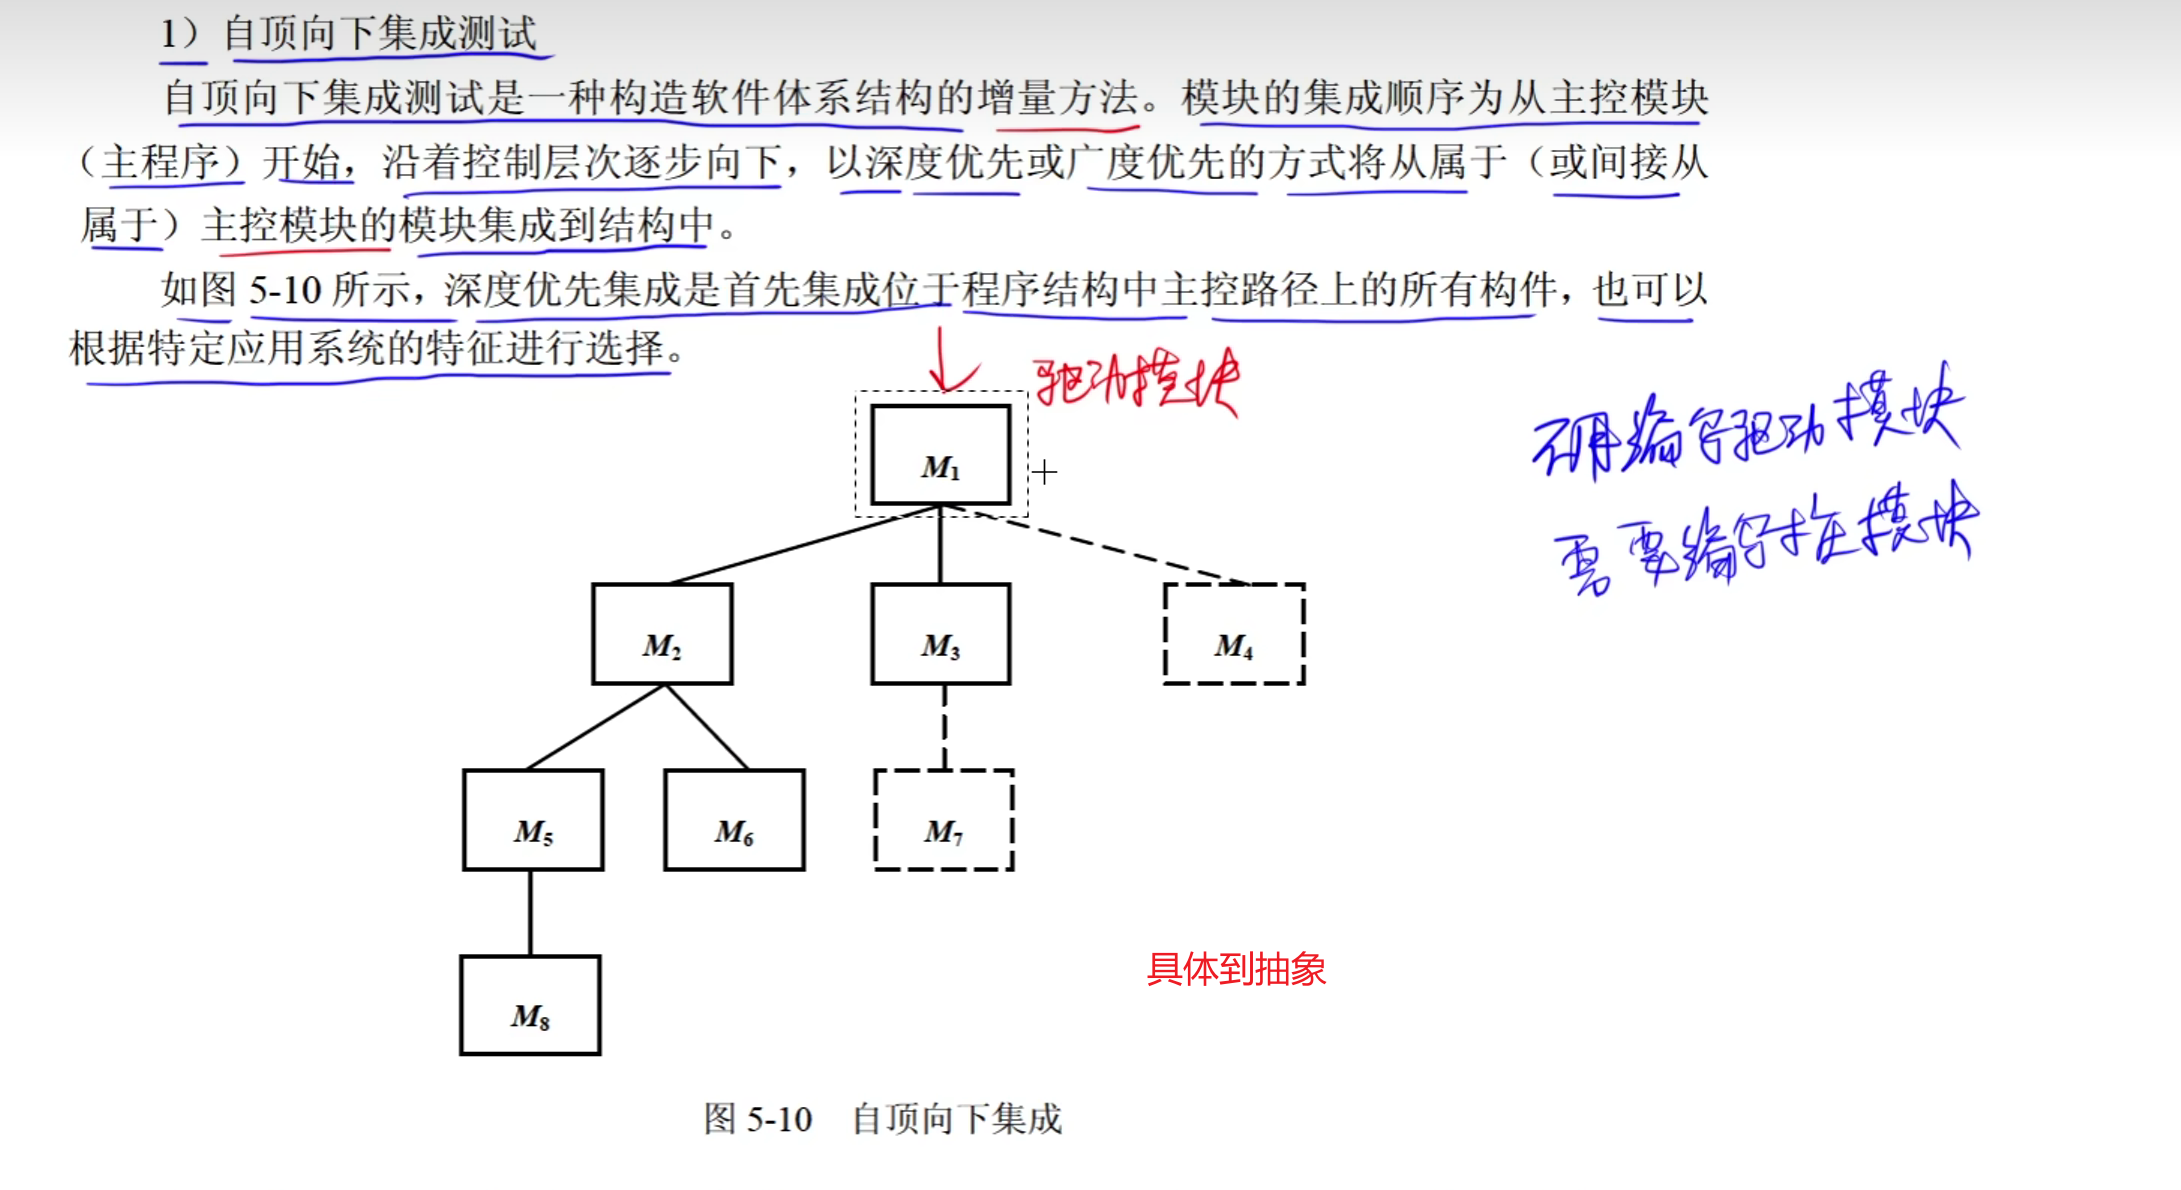 1）自顶向下集成测试
自顶向下集成测试是一种构造软件体系结构的增量方法。模块的集成顺序为从主控模块
（主程序）开始，沿着控制层次逐步向下，以深度优先或广度优先的方式将从属于（或间接从
属于）主控模块的模块集成到结构中。
如图 5-10 所示，深度优先集成是首先集成位于程序结构中主控路径上的所有构件，也可以
根据特定应用系统的特征进行选择。
驱动模块
不用编写驱动模块
需要编写桩模块
M1
M2
M3
M4
M5
M6
M7
M8
具体到抽象
图 5-10 自顶向下集成